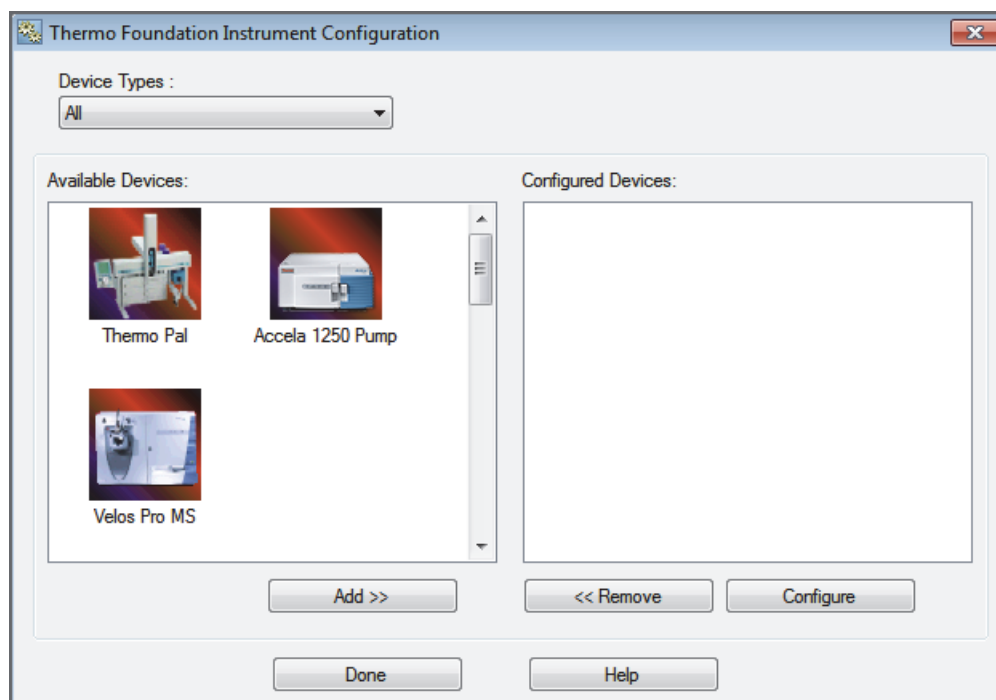 Thermo Foundation Instrument Configuration
Device Types :
All
Available Devices:
Configured Devices:
Thermo Pal
Accela 1250 Pump
Velos Pro MS
Add >>
<< Remove
Configure
Done
Help